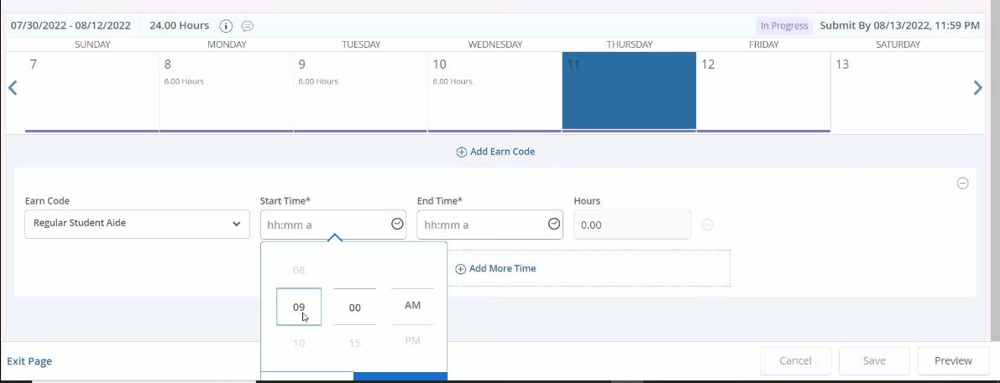 07/30/2022 - 08/12/2022 24.00 Hours i In Progress Submit By 08/13/2022, 11:59 PM
SUNDAY MONDAY TUESDAY WEDNESDAY THURSDAY FRIDAY SATURDAY
7 8 9 10 11 12 13
6.00 Hours 6.00 Hours 6.00 Hours
Add Earn Code
Earn Code Start Time* End Time* Hours
Regular Student Aide hh:mm a hh:mm a 0.00
08
Add More Time
09 00 AM
10 15 PM
Exit Page Cancel Save Preview